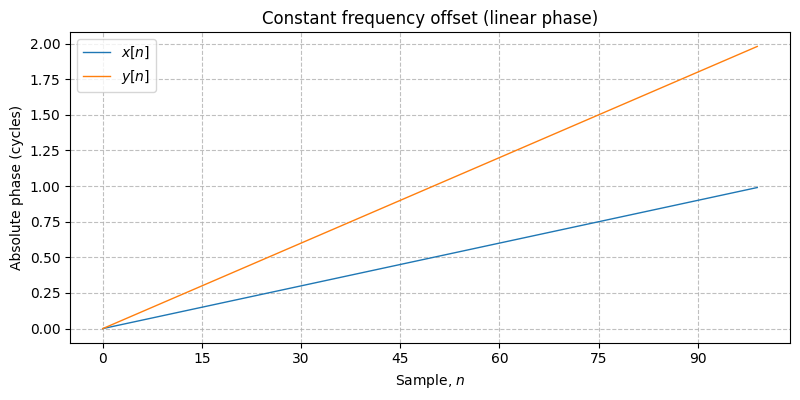 Constant frequency offset (linear phase)
x[n]
y[n]
Absolute phase (cycles)
2.00
1.75
1.50
1.25
1.00
0.75
0.50
0.25
0.00
0 15 30 45 60 75 90
Sample, n